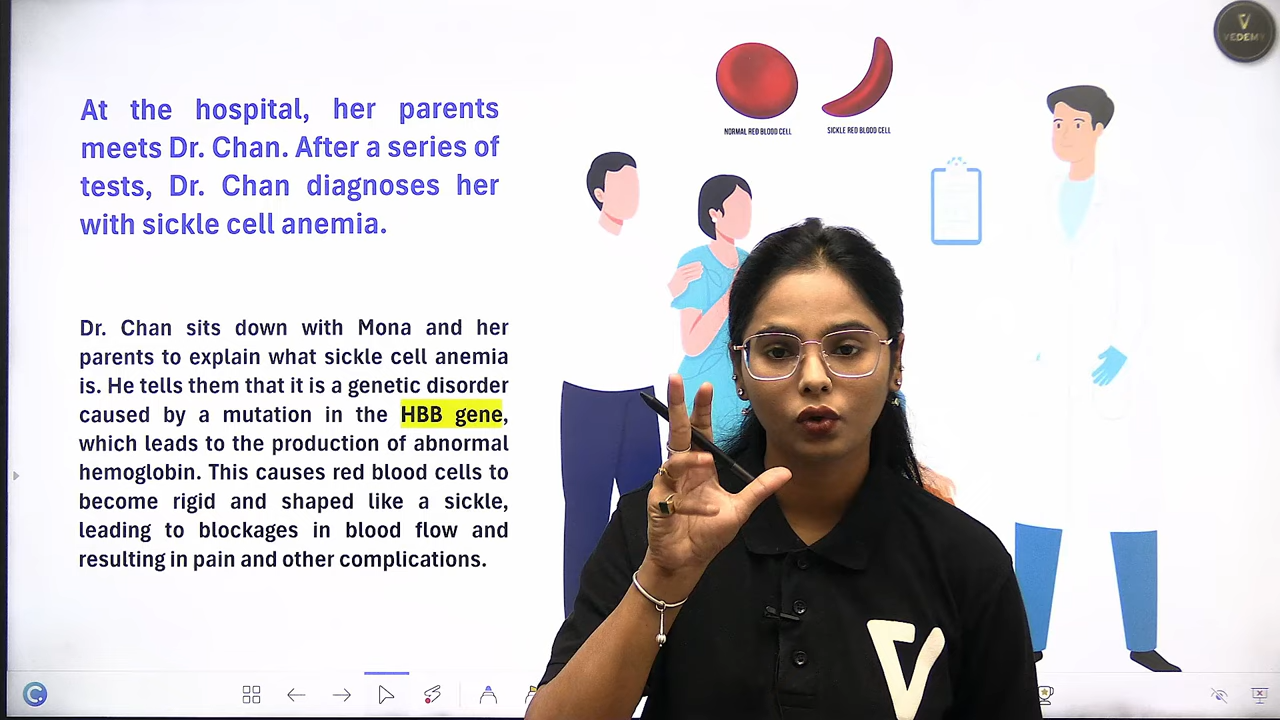 VEDEMY
NORMAL RED BLOOD CELL
SICKLE RED BLOOD CELL
At the hospital, her parents
meets Dr. Chan. After a series of
tests, Dr. Chan diagnoses her
with sickle cell anemia.
Dr. Chan sits down with Mona and her
parents to explain what sickle cell anemia
is. He tells them that it is a genetic disorder
caused by a mutation in the HBB gene,
which leads to the production of abnormal
hemoglobin. This causes red blood cells to
become rigid and shaped like a sickle,
leading to blockages in blood flow and
resulting in pain and other complications.